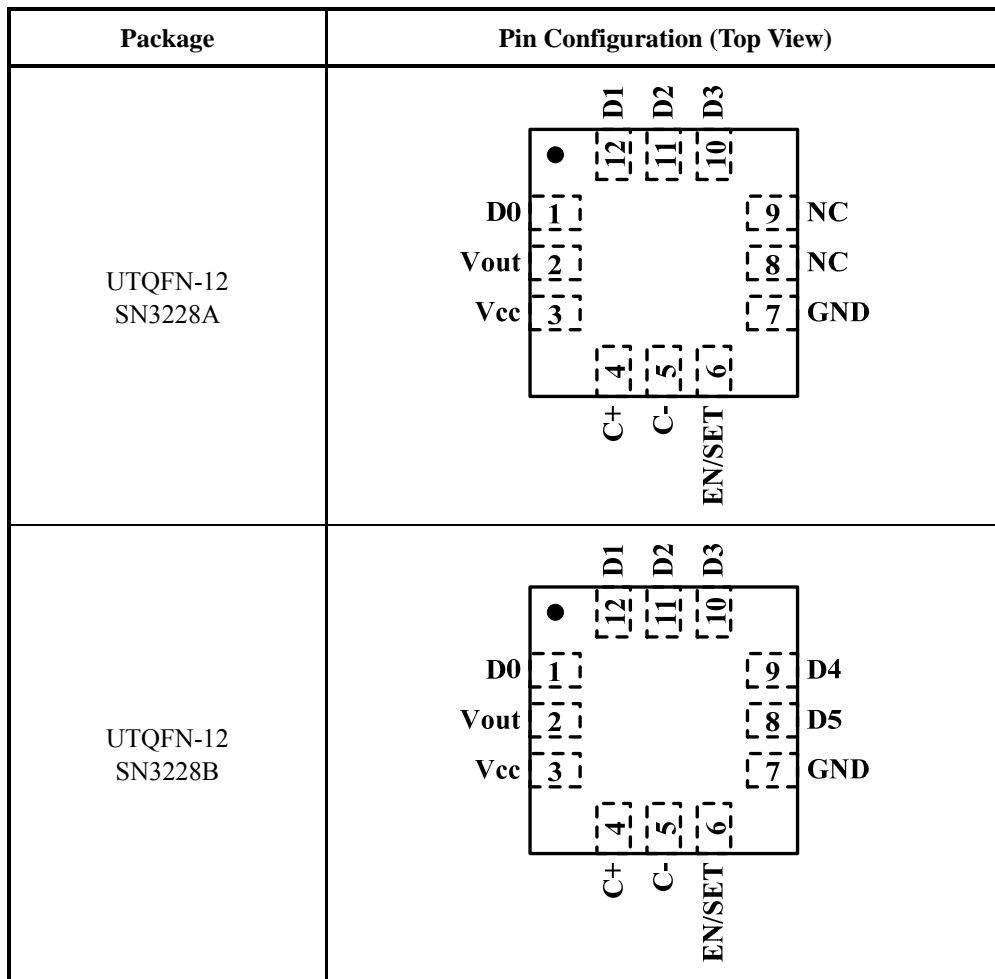 Package
Pin Configuration (Top View)
UTQFN-12
SN3228A
D1 D2 D3
12 11 10
D0 1
9 NC
Vout 2
8 NC
Vcc 3
7 GND
4 5 6
C+ C- EN/SET
UTQFN-12
SN3228B
D1 D2 D3
12 11 10
D0 1
9 D4
Vout 2
8 D5
Vcc 3
7 GND
4 5 6
C+ C- EN/SET